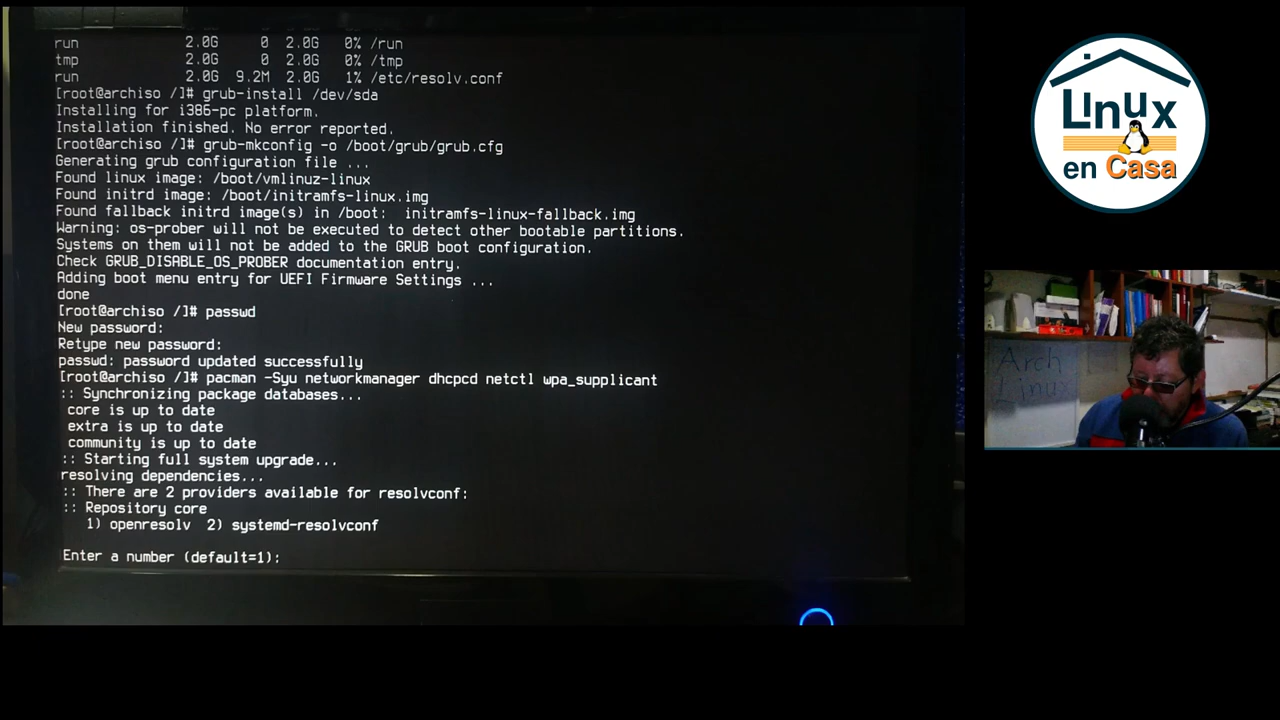 run 2.0G 0 2.0G 0% /run
tmp 2.0G 0 2.0G 0% /tmp
run 2.0G 9.2M 2.0G 1% /etc/resolv.conf
[root@archiso /]# grub-install /dev/sda
Installing for i386-pc platform.
Installation finished. No error reported.
[root@archiso /]# grub-mkconfig -o /boot/grub/grub.cfg
Generating grub configuration file ...
Found linux image: /boot/vmlinuz-linux
Found initrd image: /boot/initramfs-linux.img
Found fallback initrd image(s) in /boot: initramfs-linux-fallback.img
Warning: os-prober will not be executed to detect other bootable partitions.
Systems on them will not be added to the GRUB boot configuration.
Check GRUB_DISABLE_OS_PROBER documentation entry.
Adding boot menu entry for UEFI Firmware Settings ...
done
[root@archiso /]# passwd
New password:
Retype new password:
passwd: password updated successfully
[root@archiso /]# pacman -Syu networkmanager dhcpcd netctl wpa_supplicant
:: Synchronizing package databases...
core is up to date
extra is up to date
community is up to date
:: Starting full system upgrade...
resolving dependencies...
:: There are 2 providers available for resolvconf:
:: Repository core
1) openresolv 2) systemd-resolvconf
Enter a number (default=1):
Linux
en Casa
Arch
Linux